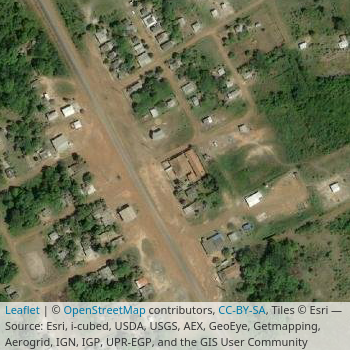 Leaflet | © OpenStreetMap contributors, CC-BY-SA, Tiles © Esri —
Source: Esri, i-cubed, USDA, USGS, AEX, GeoEye, Getmapping,
Aerogrid, IGN, IGP, UPR-EGP, and the GIS User Community